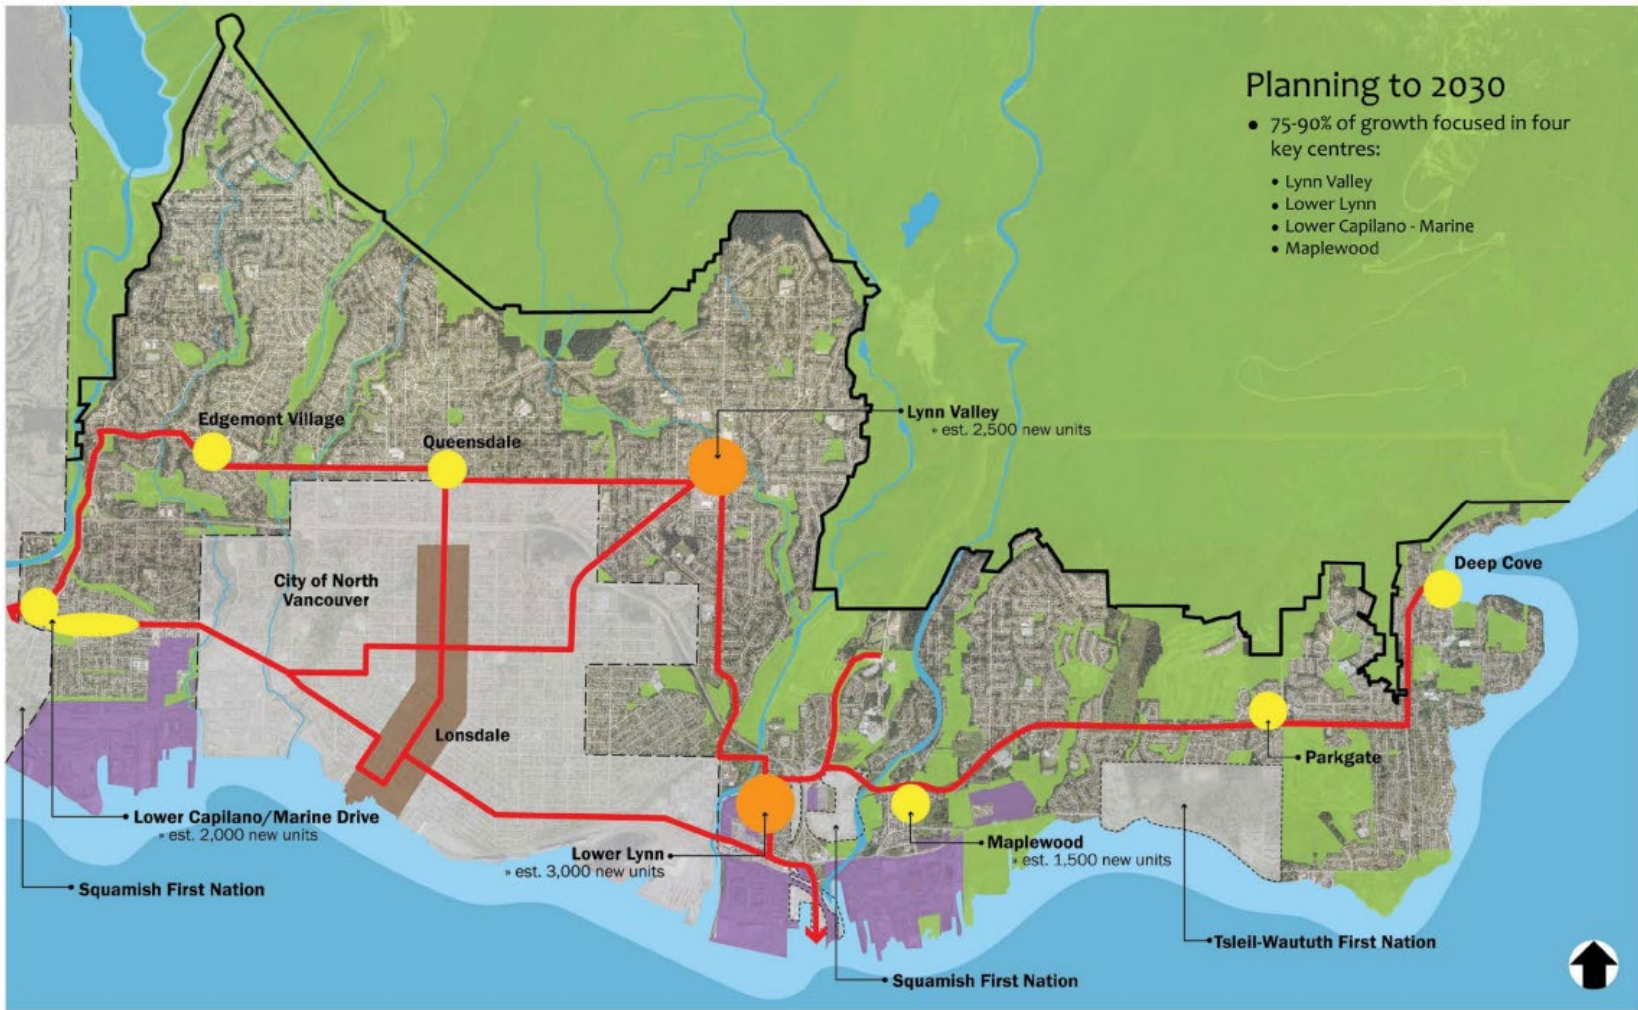 Planning to 2030
• 75-90% of growth focused in four
key centres:
• Lynn Valley
• Lower Lynn
• Lower Capilano - Marine
• Maplewood
Edgemont Village
Queensdale
Lynn Valley
» est. 2,500 new units
City of North
Vancouver
Deep Cove
Lonsdale
Parkgate
Lower Capilano/Marine Drive
» est. 2,000 new units
Lower Lynn
» est. 3,000 new units
Maplewood
» est. 1,500 new units
Squamish First Nation
Tsleil-Waututh First Nation
Squamish First Nation